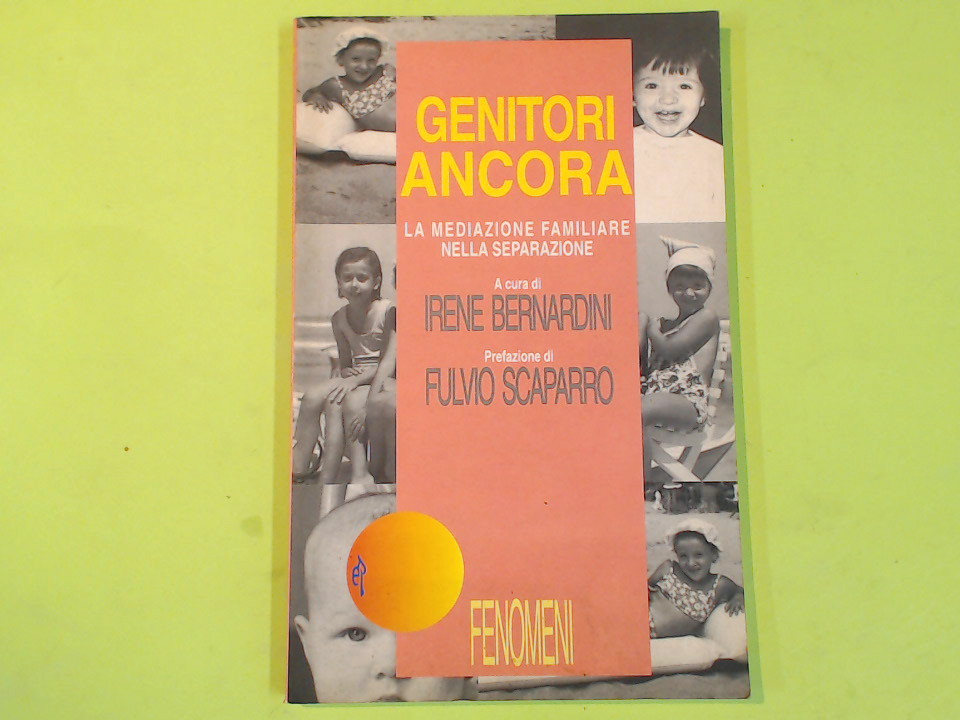 GENITORI
ANCORA
LA MEDIAZIONE FAMILIARE
NELLA SEPARAZIONE
A cura di
IRENE BERNARDINI
Prefazione di
FULVIO SCAPARRO
FENOMENI